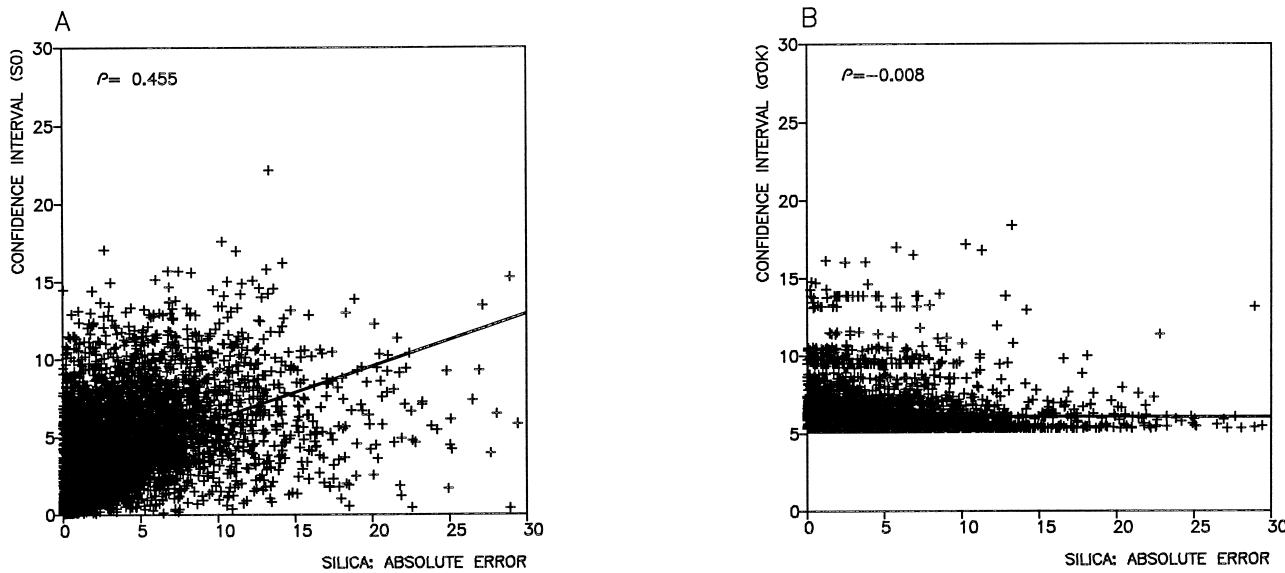 A
CONFIDENCE INTERVAL (SO)
30
25
20
15
10
5
0
ρ= 0.455
0 5 10 15 20 25 30
SILICA: ABSOLUTE ERROR
B
CONFIDENCE INTERVAL (σOK)
30
25
20
15
10
5
0
ρ=-0.008
0 5 10 15 20 25 30
SILICA: ABSOLUTE ERROR